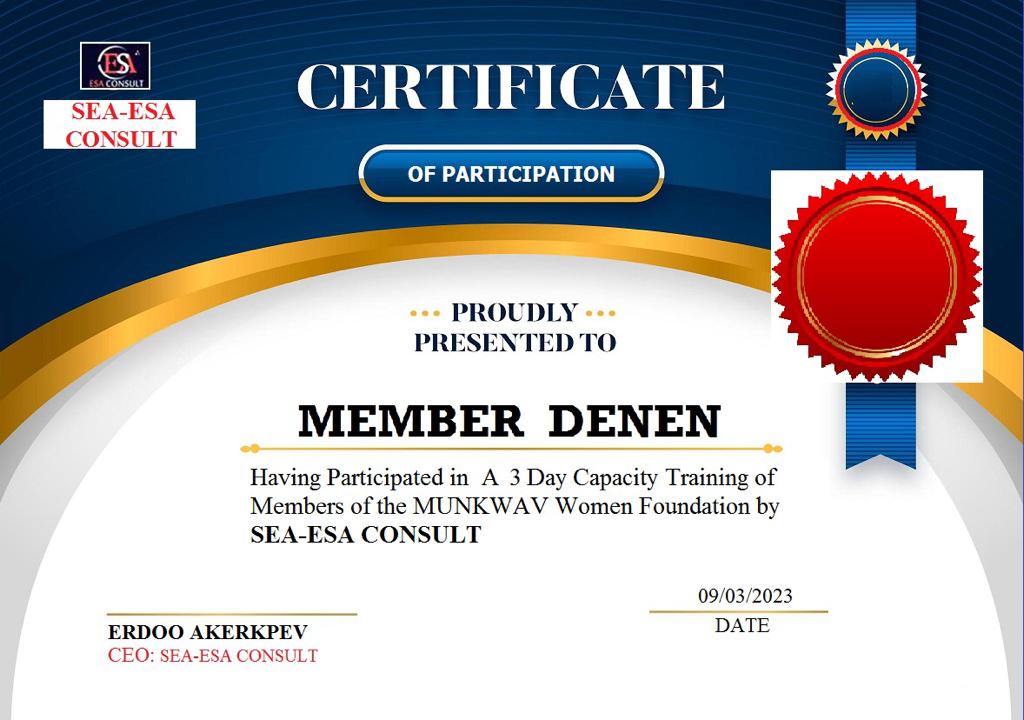 ESA
ESA CONSULT
SEA-ESA
CONSULT
CERTIFICATE
OF PARTICIPATION
PROUDLY
PRESENTED TO
MEMBER DENEN
Having Participated in A 3 Day Capacity Training of
Members of the MUNKWAV Women Foundation by
SEA-ESA CONSULT
09/03/2023
DATE
ERDOO AKERKPEV
CEO: SEA-ESA CONSULT